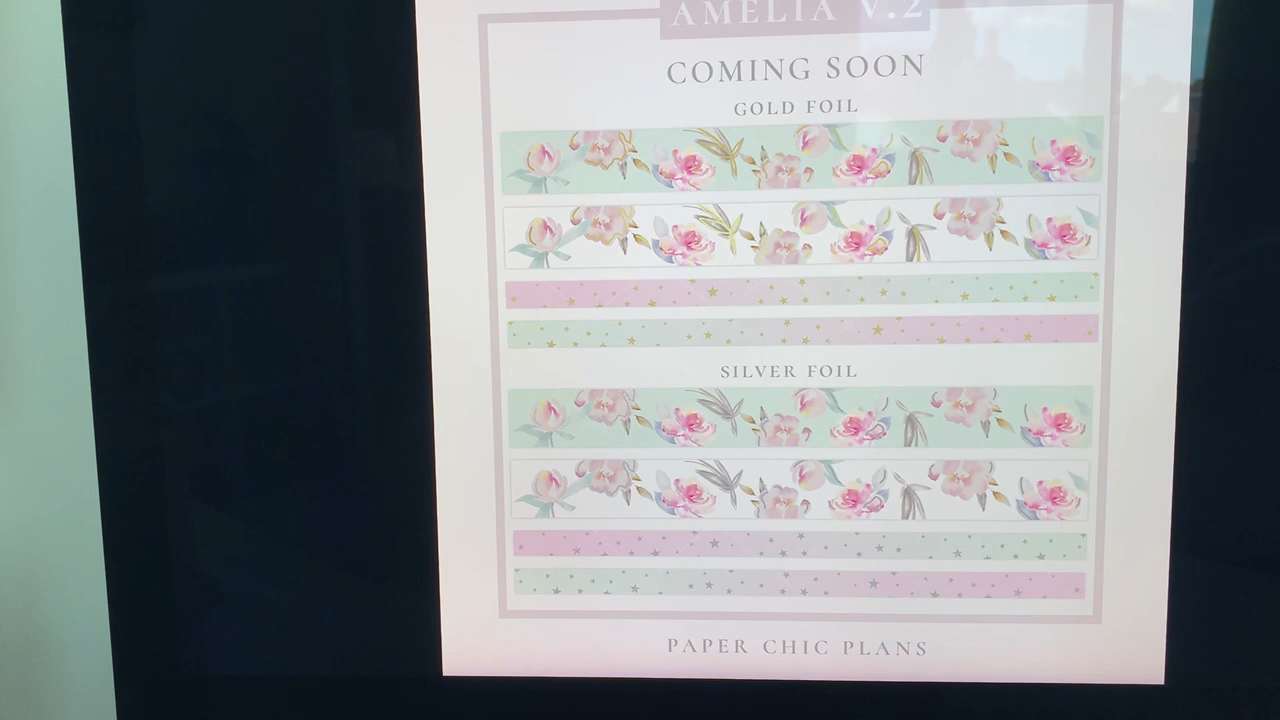 AMELIA V.2
COMING SOON
GOLD FOIL
SILVER FOIL
PAPER CHIC PLANS